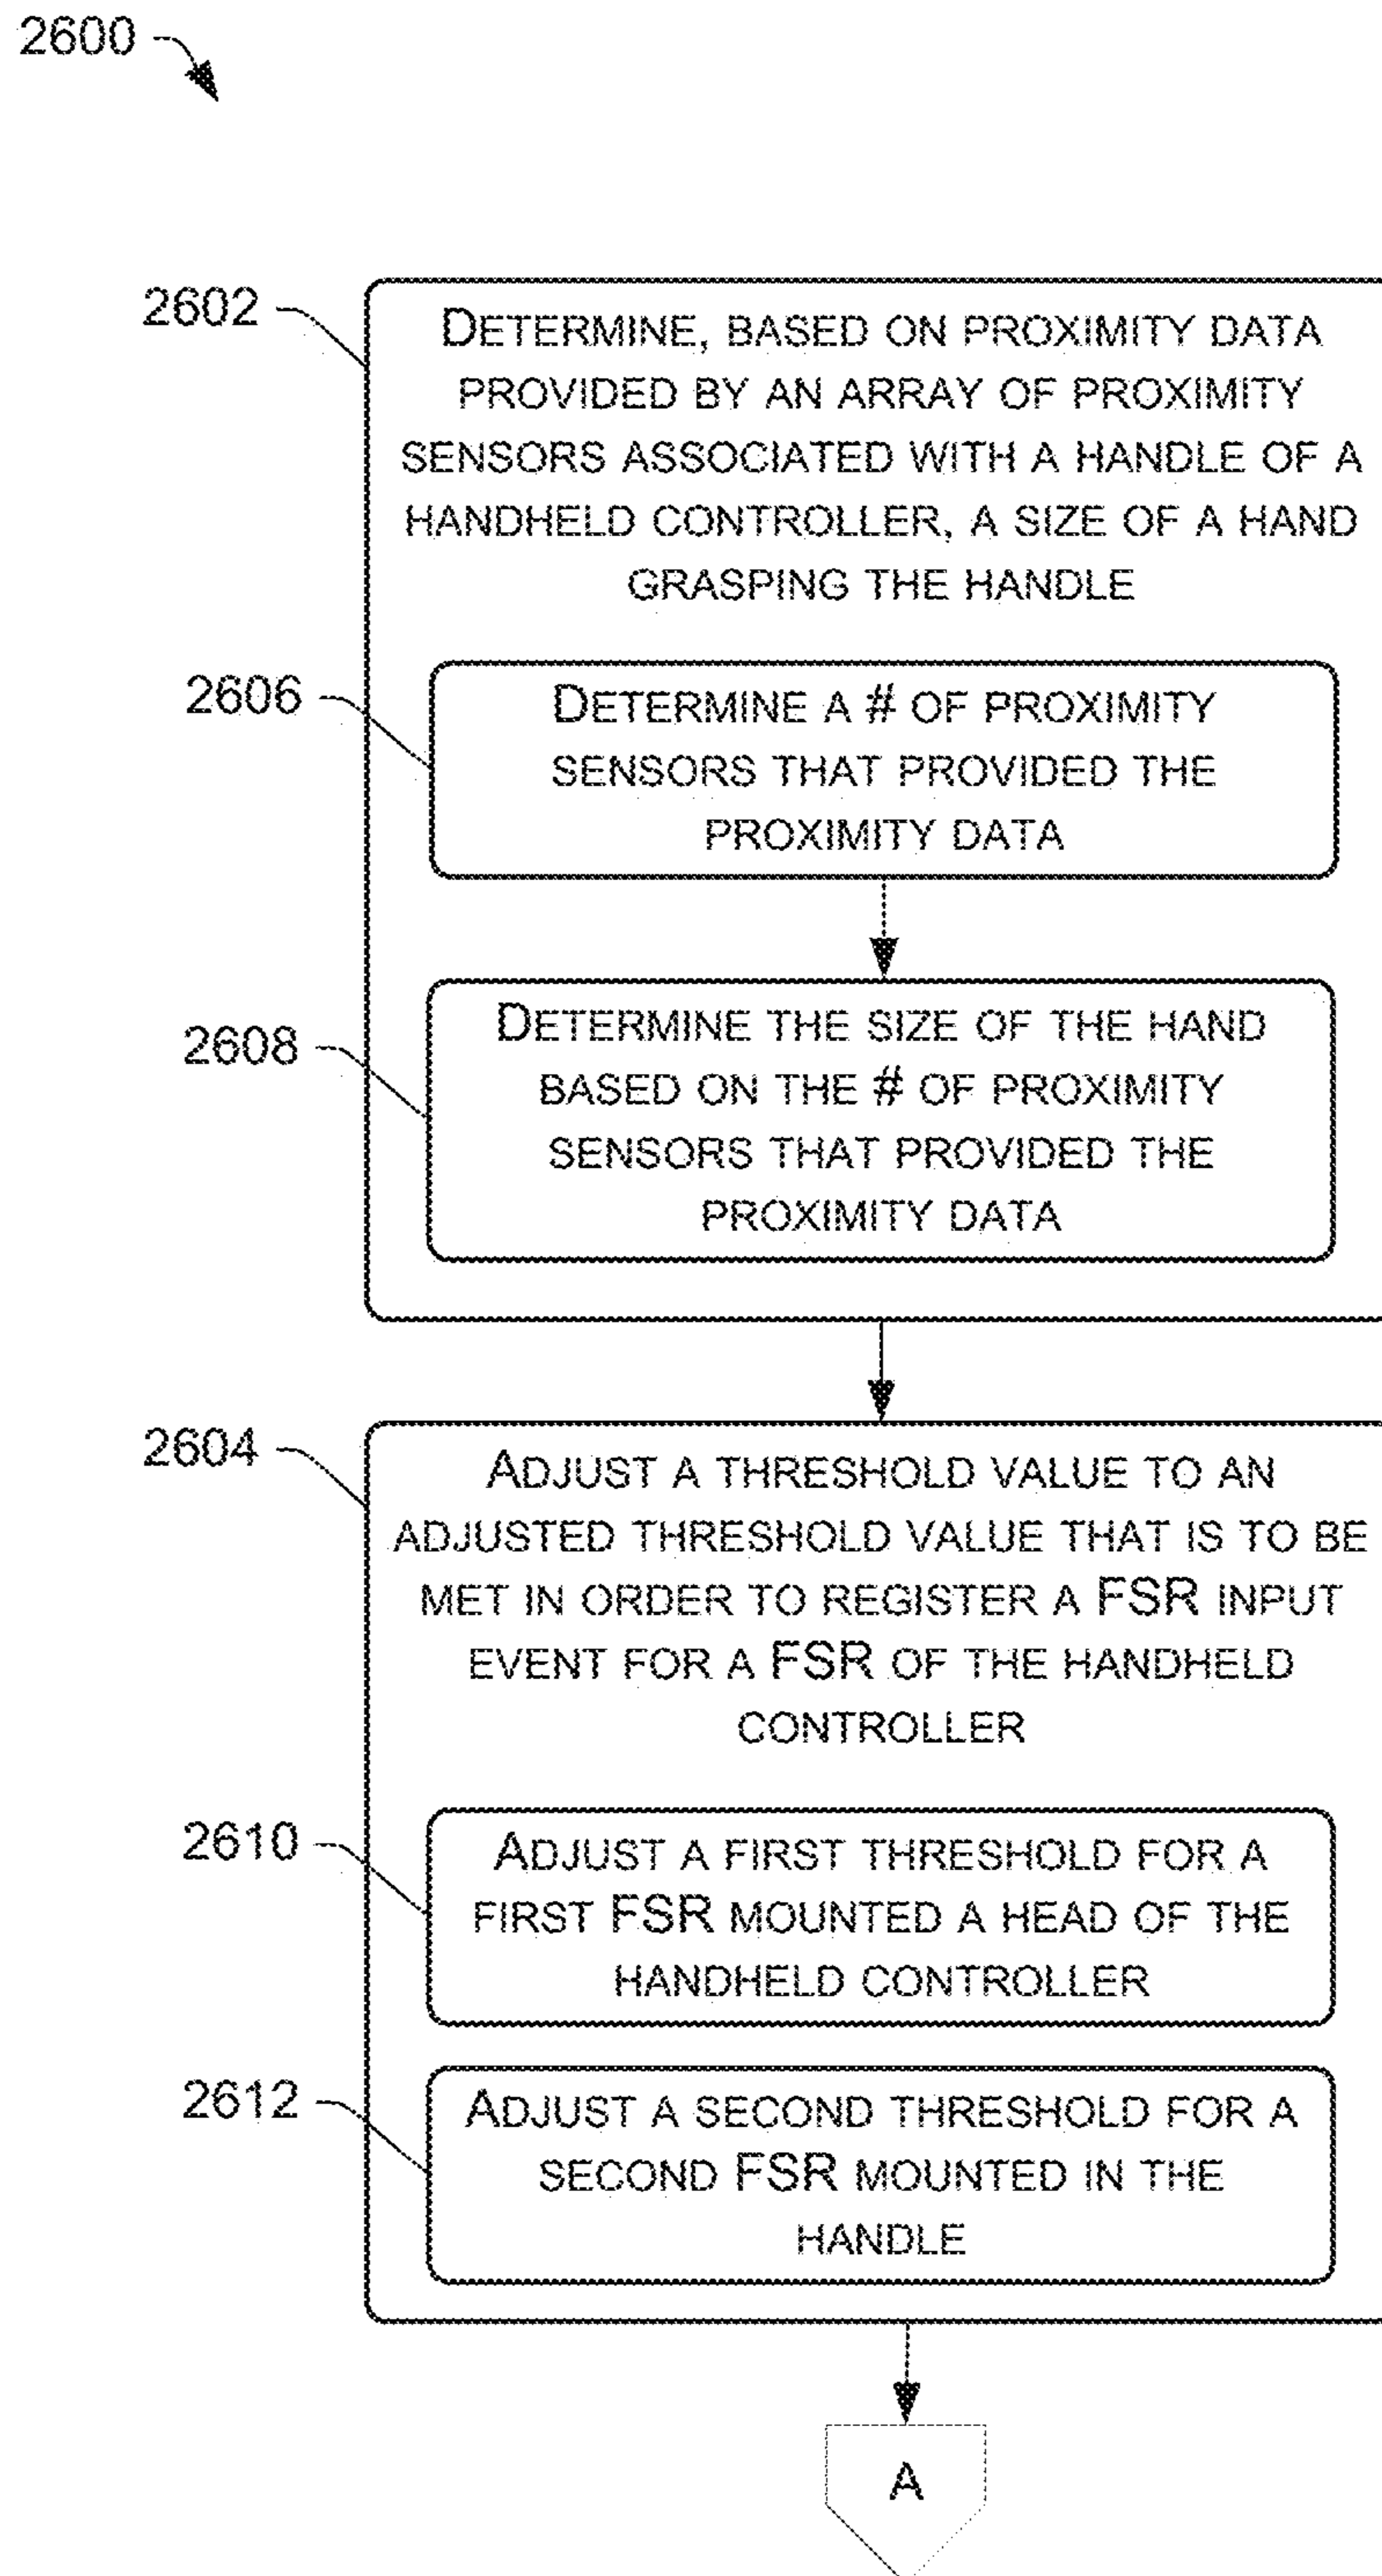 2600
2602
DETERMINE, BASED ON PROXIMITY DATA
PROVIDED BY AN ARRAY OF PROXIMITY
SENSORS ASSOCIATED WITH A HANDLE OF A
HANDHELD CONTROLLER, A SIZE OF A HAND
GRASPING THE HANDLE
2606
DETERMINE A # OF PROXIMITY
SENSORS THAT PROVIDED THE
PROXIMITY DATA
2608
DETERMINE THE SIZE OF THE HAND
BASED ON THE # OF PROXIMITY
SENSORS THAT PROVIDED THE
PROXIMITY DATA
2604
ADJUST A THRESHOLD VALUE TO AN
ADJUSTED THRESHOLD VALUE THAT IS TO BE
MET IN ORDER TO REGISTER A FSR INPUT
EVENT FOR A FSR OF THE HANDHELD
CONTROLLER
2610
ADJUST A FIRST THRESHOLD FOR A
FIRST FSR MOUNTED A HEAD OF THE
HANDHELD CONTROLLER
2612
ADJUST A SECOND THRESHOLD FOR A
SECOND FSR MOUNTED IN THE
HANDLE
A